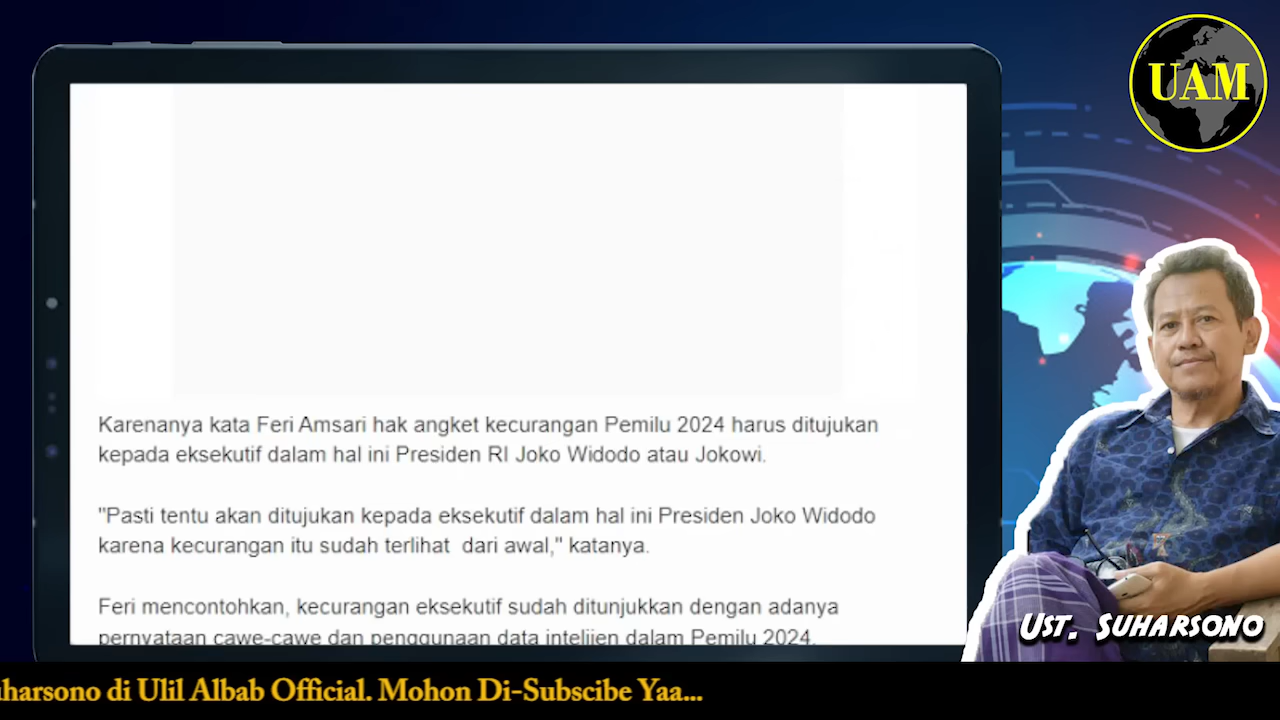 UAM
Karenanya kata Feri Amsari hak angket kecurangan Pemilu 2024 harus ditujukan
kepada eksekutif dalam hal ini Presiden RI Joko Widodo atau Jokowi.
"Pasti tentu akan ditujukan kepada eksekutif dalam hal ini Presiden Joko Widodo
karena kecurangan itu sudah terlihat dari awal," katanya.
Feri mencontohkan, kecurangan eksekutif sudah ditunjukkan dengan adanya
pernyataan cawe-cawe dan penggunaan data intelijen dalam Pemilu 2024.
UST. SUHARSONO
uharsono di Ulil Albab Official. Mohon Di-Subscibe Yaa...